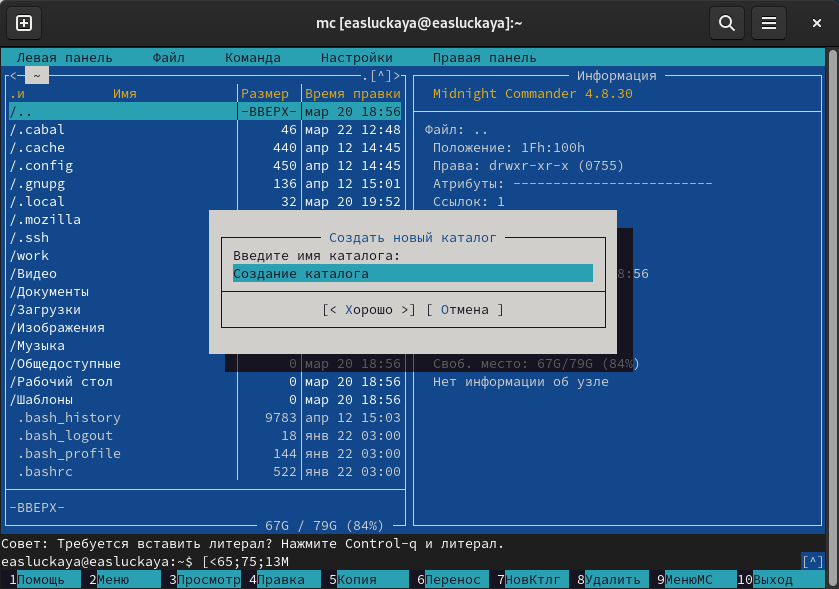 mc [easluckaya@easluckaya]:~
Левая панель Файл Команда Настройки Правая панель
<─ ~ .[^]> Информация
.и Имя Размер Время правки Midnight Commander 4.8.30
/.. -ВВЕРХ- мар 20 18:56
/.cabal 46 мар 22 12:48 Файл: ..
/.cache 440 апр 12 14:45 Положение: 1Fh:100h
/.config 450 апр 12 14:45 Права: drwxr-xr-x (0755)
/.gnupg 136 апр 12 15:01 Атрибуты: -------------------------
/.local 32 мар 20 19:52 Ссылок: 1
/.mozilla
/.ssh Создать новый каталог
/work Введите имя каталога:
/Видео Создание каталога 8:56
/Документы
/Загрузки [< Хорошо >] [ Отмена ]
/Изображения
/Музыка
/Общедоступные 0 мар 20 18:56 Своб. место: 67G/79G (84%)
/Рабочий стол 0 мар 20 18:56 Нет информации об узле
/Шаблоны 0 мар 20 18:56
.bash_history 9783 апр 12 15:03
.bash_logout 18 янв 22 03:00
.bash_profile 144 янв 22 03:00
.bashrc 522 янв 22 03:00
-ВВЕРХ-
67G / 79G (84%)
Совет: Требуется вставить литерал? Нажмите Control-q и литерал.
easluckaya@easluckaya:~$ [<65;75;13M [^]
1Помощь 2Меню 3Просмотр 4Правка 5Копия 6Перенос 7НовКтлг 8Удалить 9МенюМС 10Выход